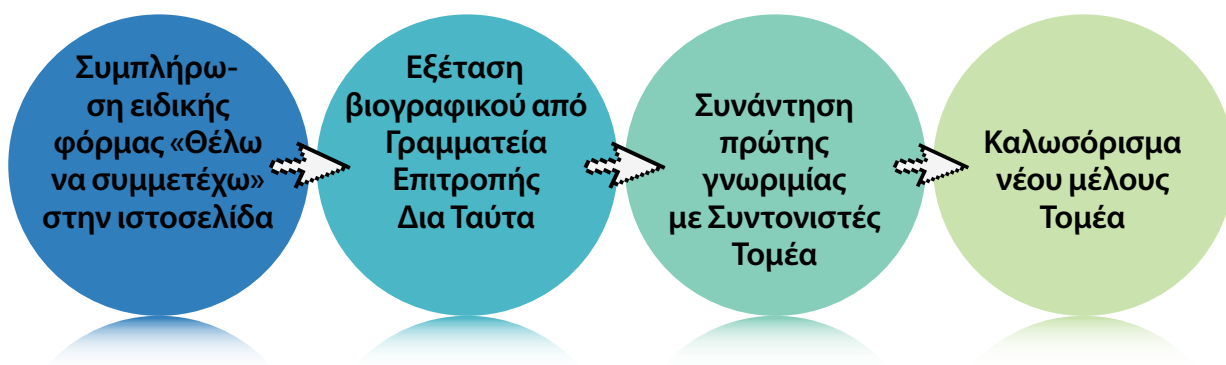 Συμπλήρω-
ση ειδικής
φόρμας «Θέλω
να συμμετέχω»
στην ιστοσελίδα
Εξέταση
βιογραφικού από
Γραμματεία
Επιτροπής
Δια Ταύτα
Συνάντηση
πρώτης
γνωριμίας
με Συντονιστές
Τομέα
Καλωσόρισμα
νέου μέλους
Τομέα